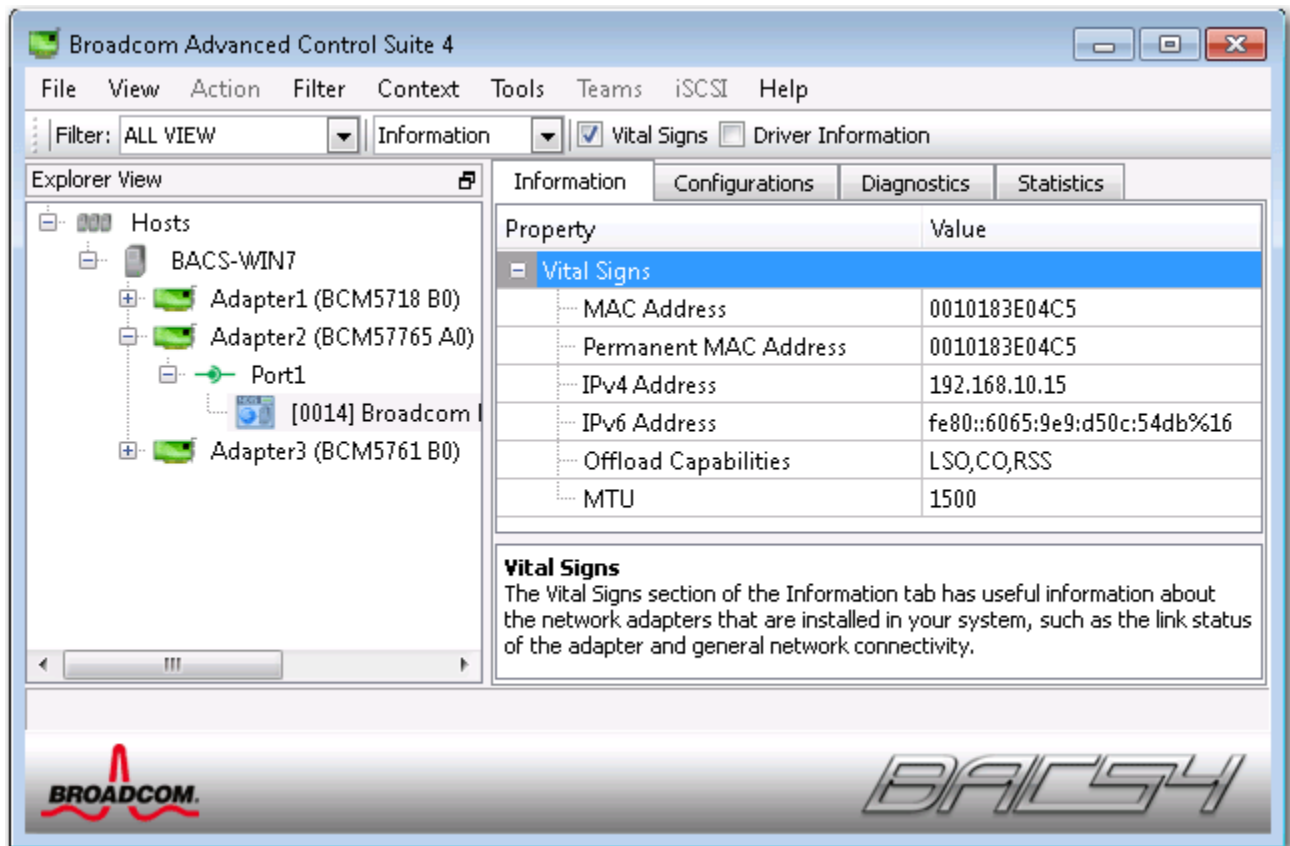 Broadcom Advanced Control Suite 4
File View Action Filter Context Tools Teams iSCSI Help
Filter: ALL VIEW Information Vital Signs Driver Information
Explorer View
Hosts
BACS-WIN7
Adapter1 (BCM5718 B0)
Adapter2 (BCM57765 A0)
Port1
[0014] Broadcom
Adapter3 (BCM5761 B0)
Information Configurations Diagnostics Statistics
Property Value
Vital Signs
MAC Address 0010183E04C5
Permanent MAC Address 0010183E04C5
IPv4 Address 192.168.10.15
IPv6 Address fe80::6065:9e9:d50c:54db%16
Offload Capabilities LSO,CO,RSS
MTU 1500
Vital Signs
The Vital Signs section of the Information tab has useful information about
the network adapters that are installed in your system, such as the link status
of the adapter and general network connectivity.
BROADCOM.
BACS4